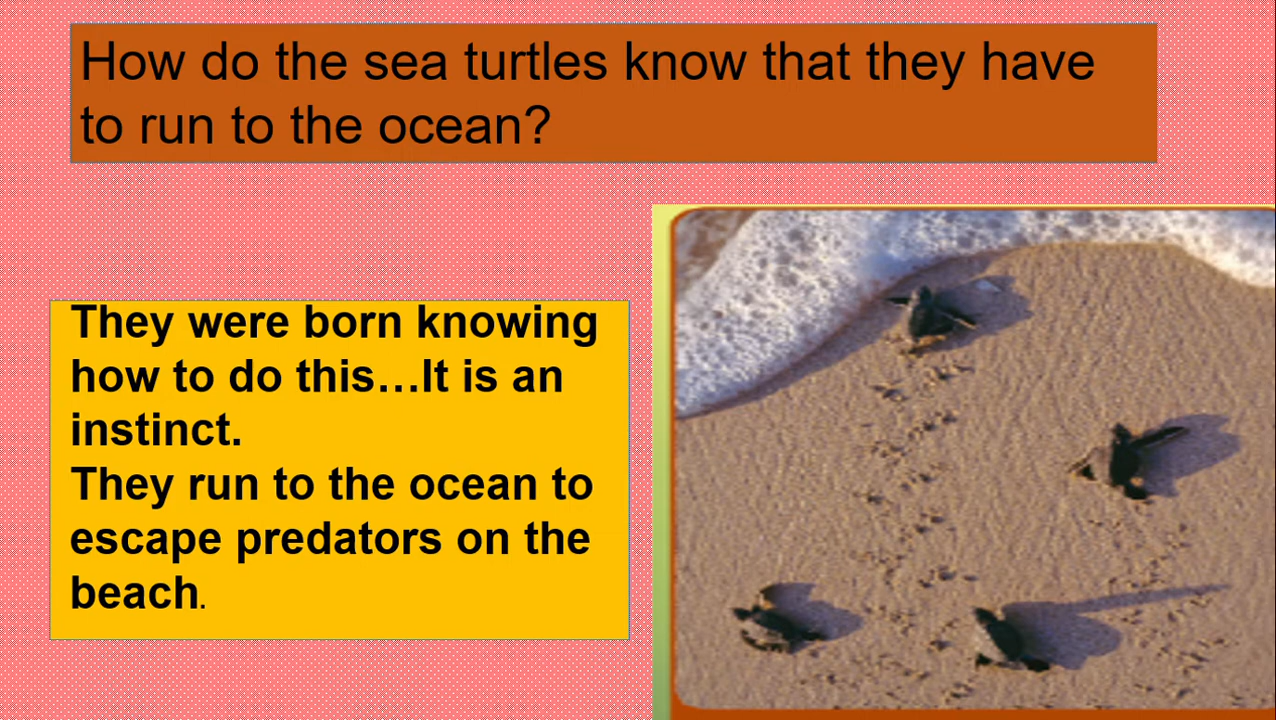 How do the sea turtles know that they have
to run to the ocean?
They were born knowing
how to do this…It is an
instinct.
They run to the ocean to
escape predators on the
beach.